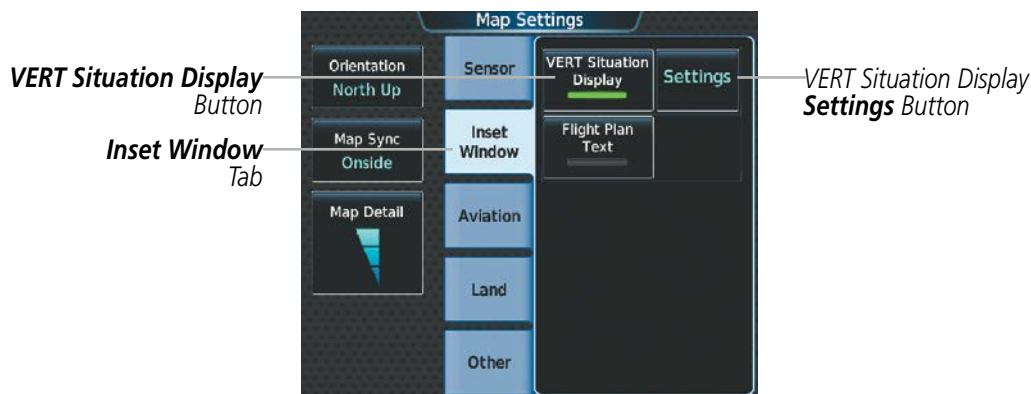 Map Settings
VERT Situation Display
Button
Inset Window
Tab
Orientation
North Up
Map Sync
Onside
Map Detail
Sensor
Inset
Window
Aviation
Land
Other
VERT Situation
Display
Settings
Flight Plan
Text
VERT Situation Display
Settings Button